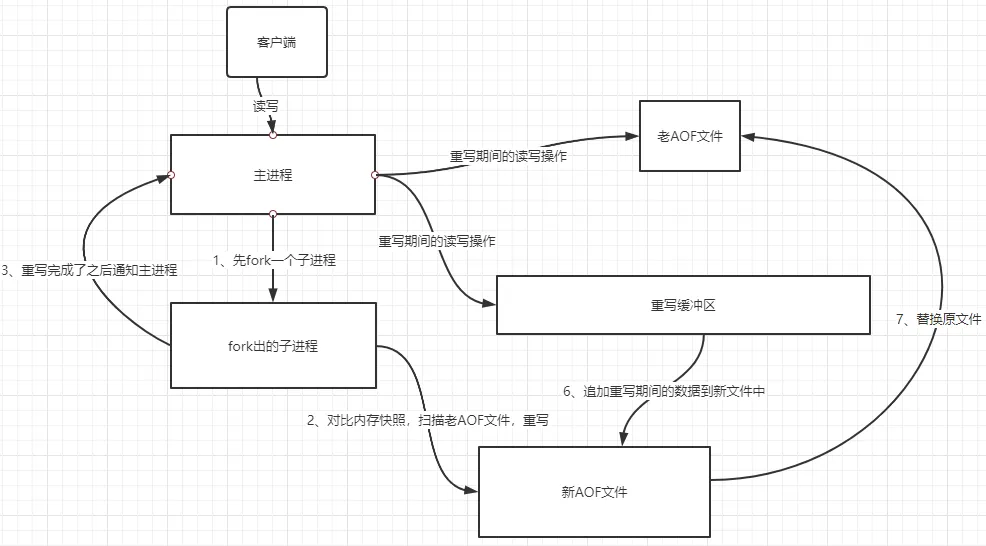 客户端
读写
老AOF文件
重写期间的读写操作
主进程
重写期间的读写操作
1、先fork一个子进程
3、重写完成了之后通知主进程
重写缓冲区
7、替换原文件
fork出的子进程
6、追加重写期间的数据到新文件中
2、对比内存快照，扫描老AOF文件，重写
新AOF文件